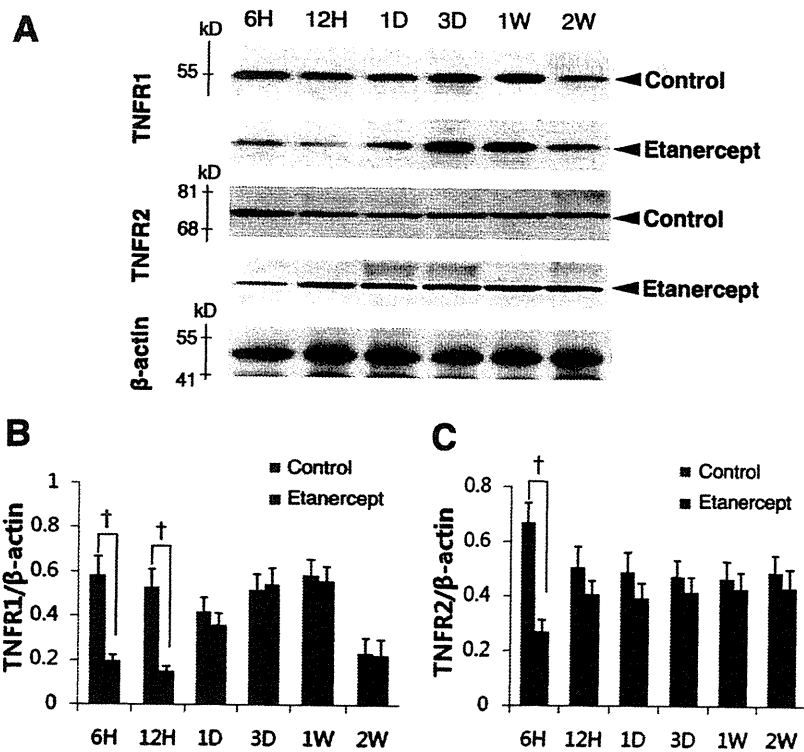 A
kD 6H 12H 1D 3D 1W 2W
TNFR1
55
Control
Etanercept
kD
TNFR2
81
68
Control
Etanercept
kD
β-actin
55
41
B
TNFR1/β-actin
1
0.8
0.6
0.4
0.2
0
† †
Control
Etanercept
6H 12H 1D 3D 1W 2W
C
TNFR2/β-actin
0.8
0.6
0.4
0.2
0
†
Control
Etanercept
6H 12H 1D 3D 1W 2W